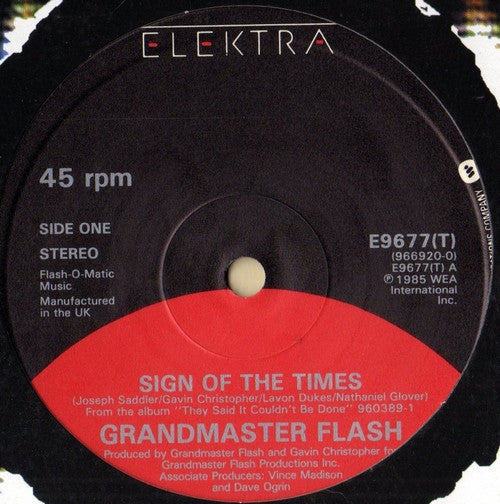 ELEKTRA
45 rpm
SIDE ONE
STEREO
Flash-O-Matic
Music
Manufactured
in the UK
E9677(T)
(966920-0)
E9677(T) A
℗ 1985 WEA
International
Inc.
COMPANY
SIGN OF THE TIMES
(Joseph Saddler/Gavin Christopher/Lavon Dukes/Nathaniel Glover)
From the album "They Said It Couldn't Be Done" 960389-1
GRANDMASTER FLASH
Produced by Grandmaster Flash and Gavin Christopher for
Grandmaster Flash Productions Inc.
Associate Producers: Vince Madison
and Dave Ogrin